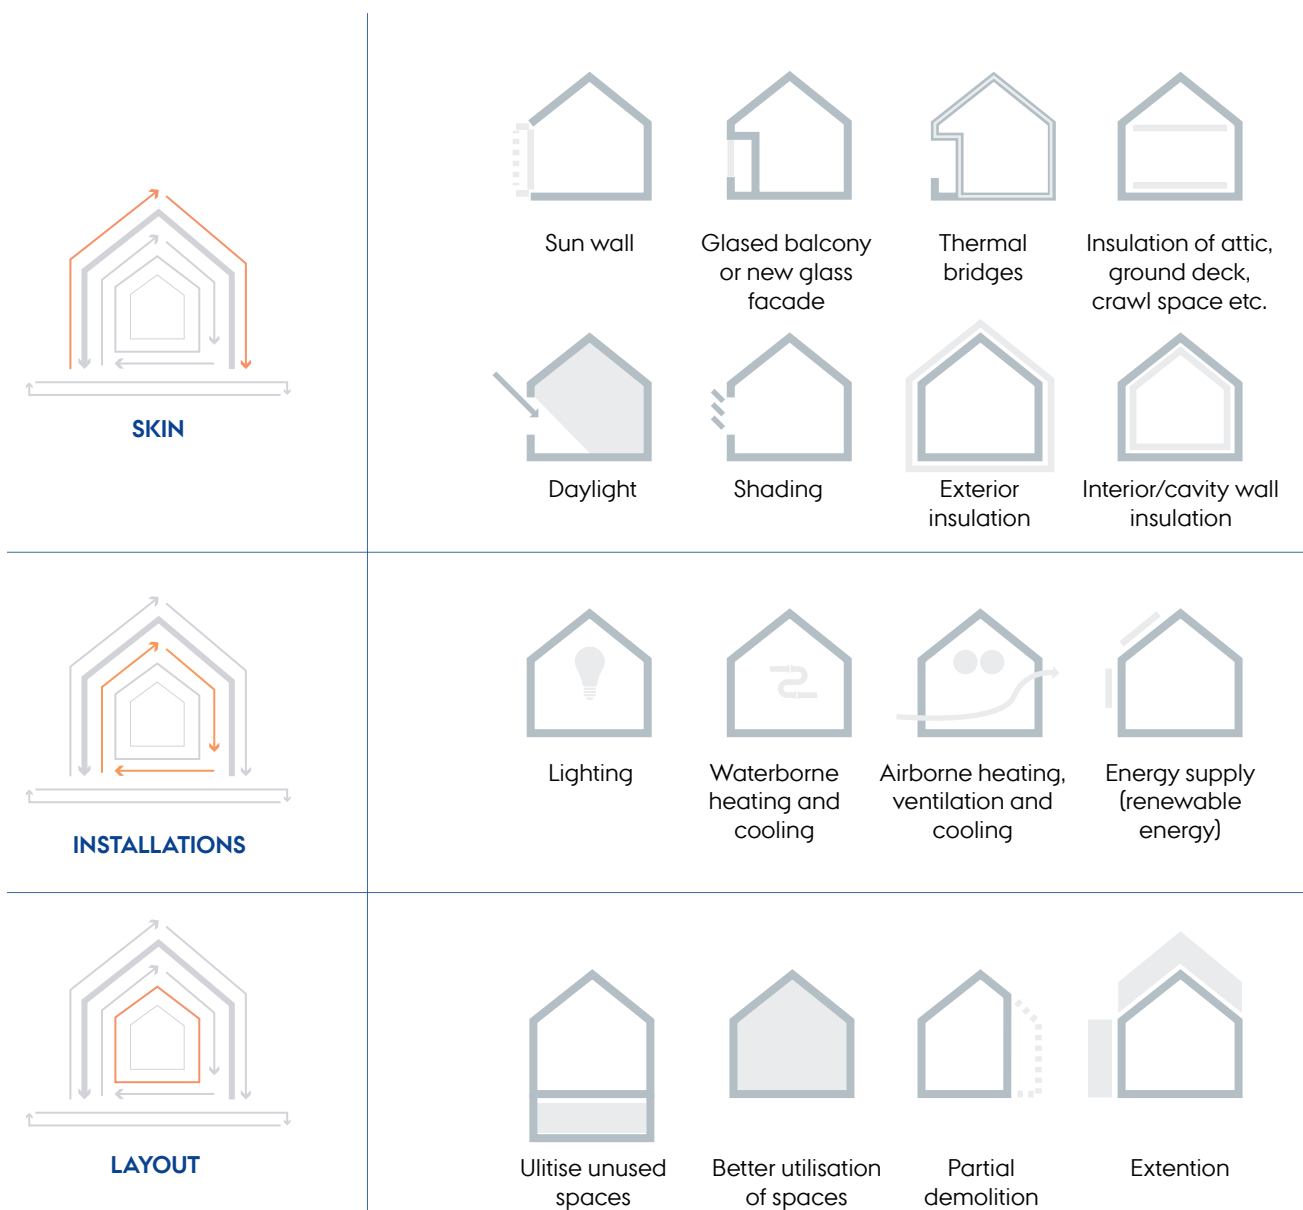 Sun wall
Glased balcony
or new glass
facade
Thermal
bridges
Insulation of attic,
ground deck,
crawl space etc.
SKIN
Daylight
Shading
Exterior
insulation
Interior/cavity wall
insulation
INSTALLATIONS
Lighting
Waterborne
heating and
cooling
Airborne heating,
ventilation and
cooling
Energy supply
(renewable
energy)
LAYOUT
Ulitise unused
spaces
Better utilisation
of spaces
Partial
demolition
Extention